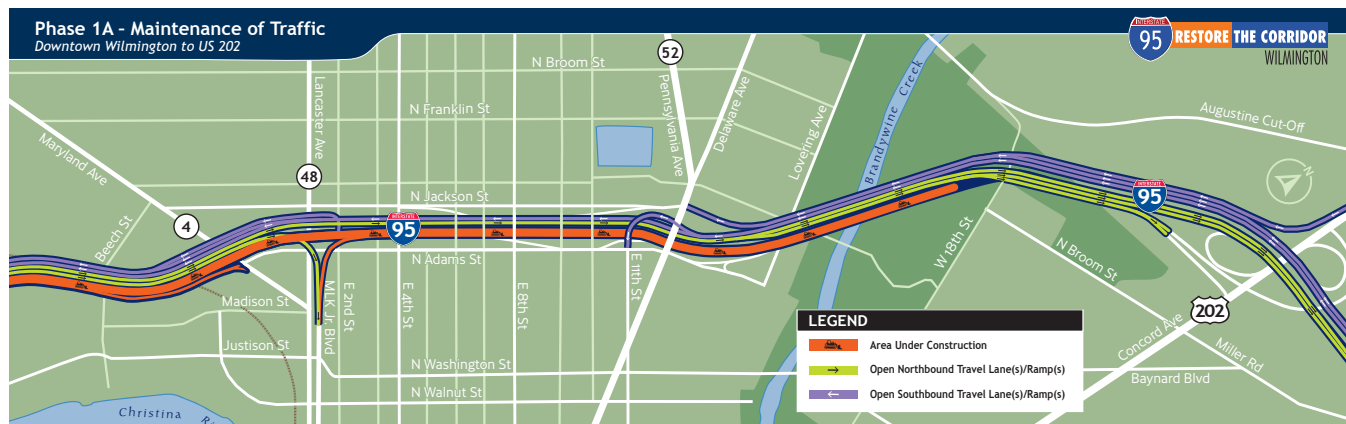 Phase 1A – Maintenance of Traffic
Downtown Wilmington to US 202
INTERSTATE
95
RESTORE THE CORRIDOR
WILMINGTON
N Broom St
52
Brandywine Creek
Lancaster Ave
Pennsylvania Ave
Delaware Ave
N Franklin St
Lovering Ave
Augustine Cut-Off
Maryland Ave
48
N
N Jackson St
INTERSTATE
95
Beech St
4
INTERSTATE
95
W 18th St
N Broom St
N Adams St
E 11th St
Madison St
MLK Jr. Blvd
E 2nd St
E 4th St
E 8th St
202
Concord Ave
Miller Rd
Justison St
N Washington St
Baynard Blvd
N Walnut St
Christina
LEGEND
Area Under Construction
Open Northbound Travel Lane(s)/Ramp(s)
Open Southbound Travel Lane(s)/Ramp(s)